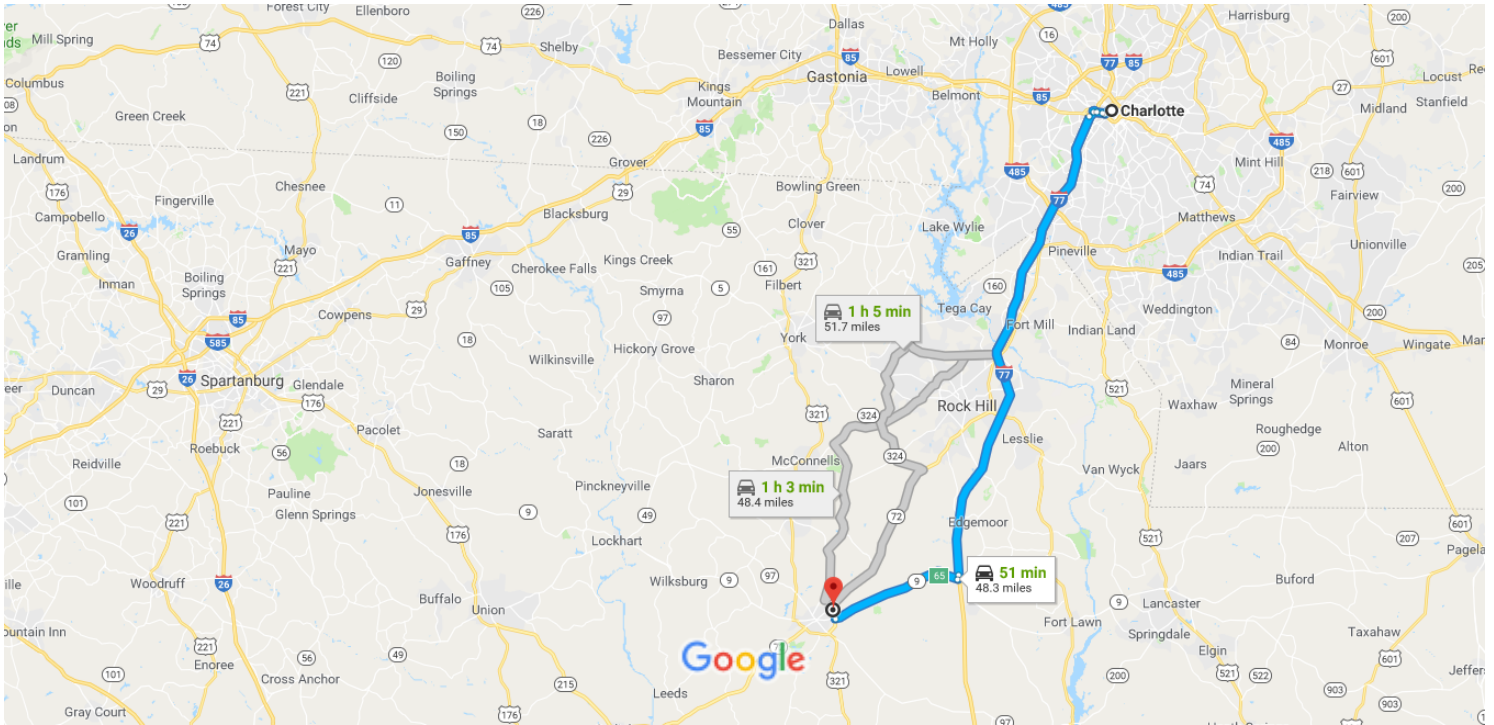 Forest City
Ellenboro
Dallas
Harrisburg
Mill Spring
Shelby
Bessemer City
Mt Holly
Columbus
Boiling
Springs
Cliffside
Kings
Mountain
Gastonia
Lowell
Belmont
Charlotte
Locust
Midland
Stanfield
Green Creek
Landrum
Chesnee
Grover
Mint Hill
Fairview
Campobello
Fingerville
Blacksburg
Bowling Green
Clover
Lake Wylie
Matthews
Gramling
Mayo
Gaffney
Cherokee Falls
Kings Creek
Pineville
Indian Trail
Unionville
Inman
Boiling
Springs
Smyrna
Filbert
Cowpens
Tega Cay
Weddington
1 h 5 min
51.7 miles
Fort Mill
Indian Land
Monroe
Wingate
Wilkinsville
Hickory Grove
York
Duncan
Spartanburg
Glendale
Sharon
Mineral
Springs
Waxhaw
Rock Hill
Roebuck
Pacolet
Saratt
Lesslie
Roughedge
Alton
Reidville
McConnells
Van Wyck
Jaars
Pauline
Jonesville
Pinckneyville
1 h 3 min
48.4 miles
Glenn Springs
Edgemoor
Lockhart
Woodruff
Buffalo
Union
Wilksburg
51 min
48.3 miles
Buford
Lancaster
Fort Lawn
Springdale
Elgin
Taxahaw
Enoree
Cross Anchor
Google
Leeds
Gray Court
74
74
85
485
77
85
16
200
601
120
221
150
18
226
226
85
85
27
176
221
29
485
485
218
601
200
11
74
77
26
85
55
221
161
321
485
205
105
5
160
29
97
200
85
585
18
84
26
29
77
176
521
601
221
324
321
56
200
18
324
101
221
9
49
72
176
601
207
26
9
97
9
65
9
221
56
49
101
215
176
321
200
521
522
903